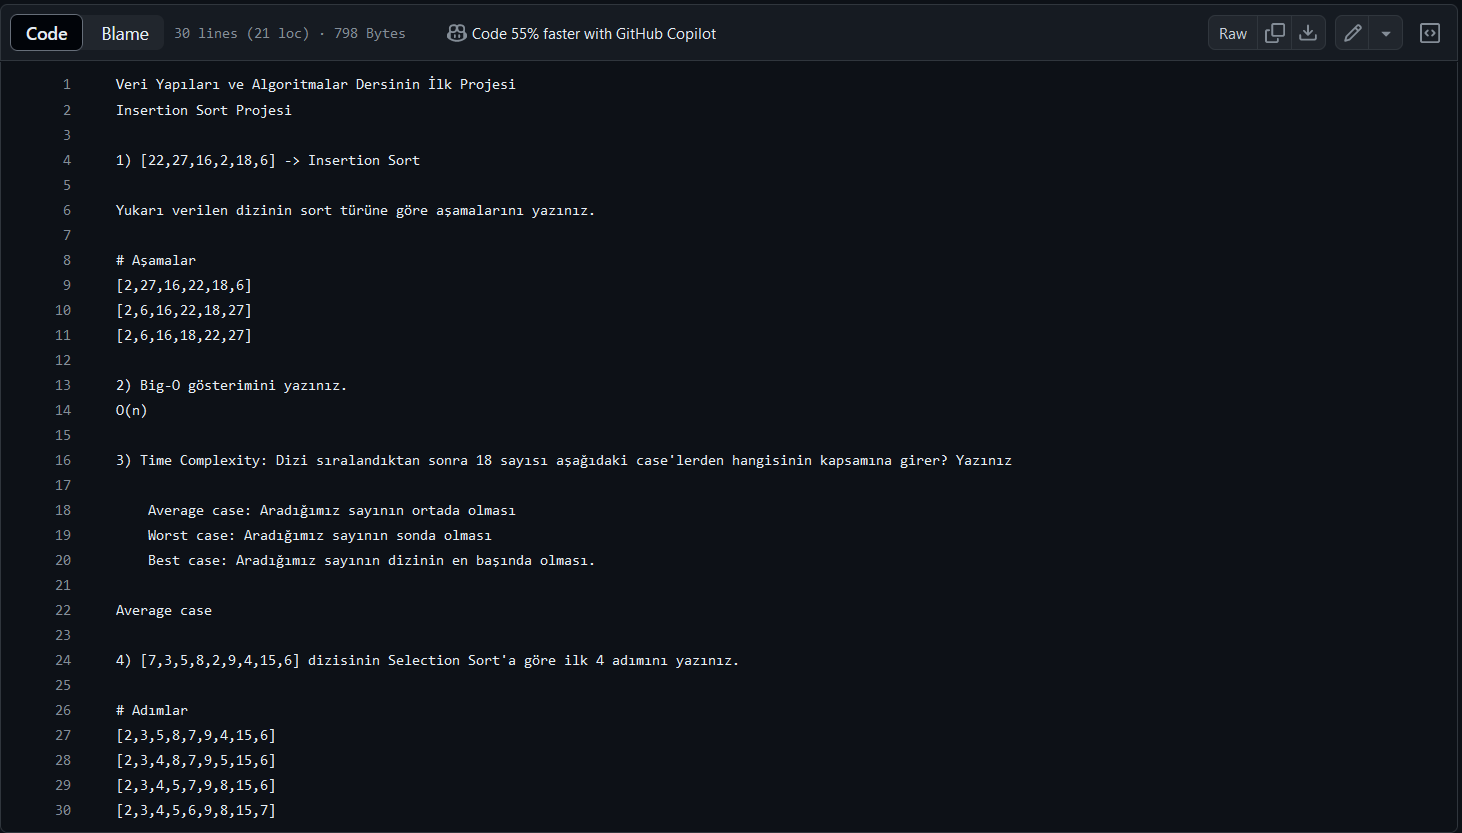 Code Blame 30 lines (21 loc) · 798 Bytes Code 55% faster with GitHub Copilot Raw
1 Veri Yapıları ve Algoritmalar Dersinin İlk Projesi
2 Insertion Sort Projesi
3
4 1) [22,27,16,2,18,6] -> Insertion Sort
5
6 Yukarı verilen dizinin sort türüne göre aşamalarını yazınız.
7
8 # Aşamalar
9 [2,27,16,22,18,6]
10 [2,6,16,22,18,27]
11 [2,6,16,18,22,27]
12
13 2) Big-O gösterimini yazınız.
14 O(n)
15
16 3) Time Complexity: Dizi sıralandıktan sonra 18 sayısı aşağıdaki case'lerden hangisinin kapsamına girer? Yazınız
17
18 Average case: Aradığımız sayının ortada olması
19 Worst case: Aradığımız sayının sonda olması
20 Best case: Aradığımız sayının dizinin en başında olması.
21
22 Average case
23
24 4) [7,3,5,8,2,9,4,15,6] dizisinin Selection Sort'a göre ilk 4 adımını yazınız.
25
26 # Adımlar
27 [2,3,5,8,7,9,4,15,6]
28 [2,3,4,8,7,9,5,15,6]
29 [2,3,4,5,7,9,8,15,6]
30 [2,3,4,5,6,9,8,15,7]